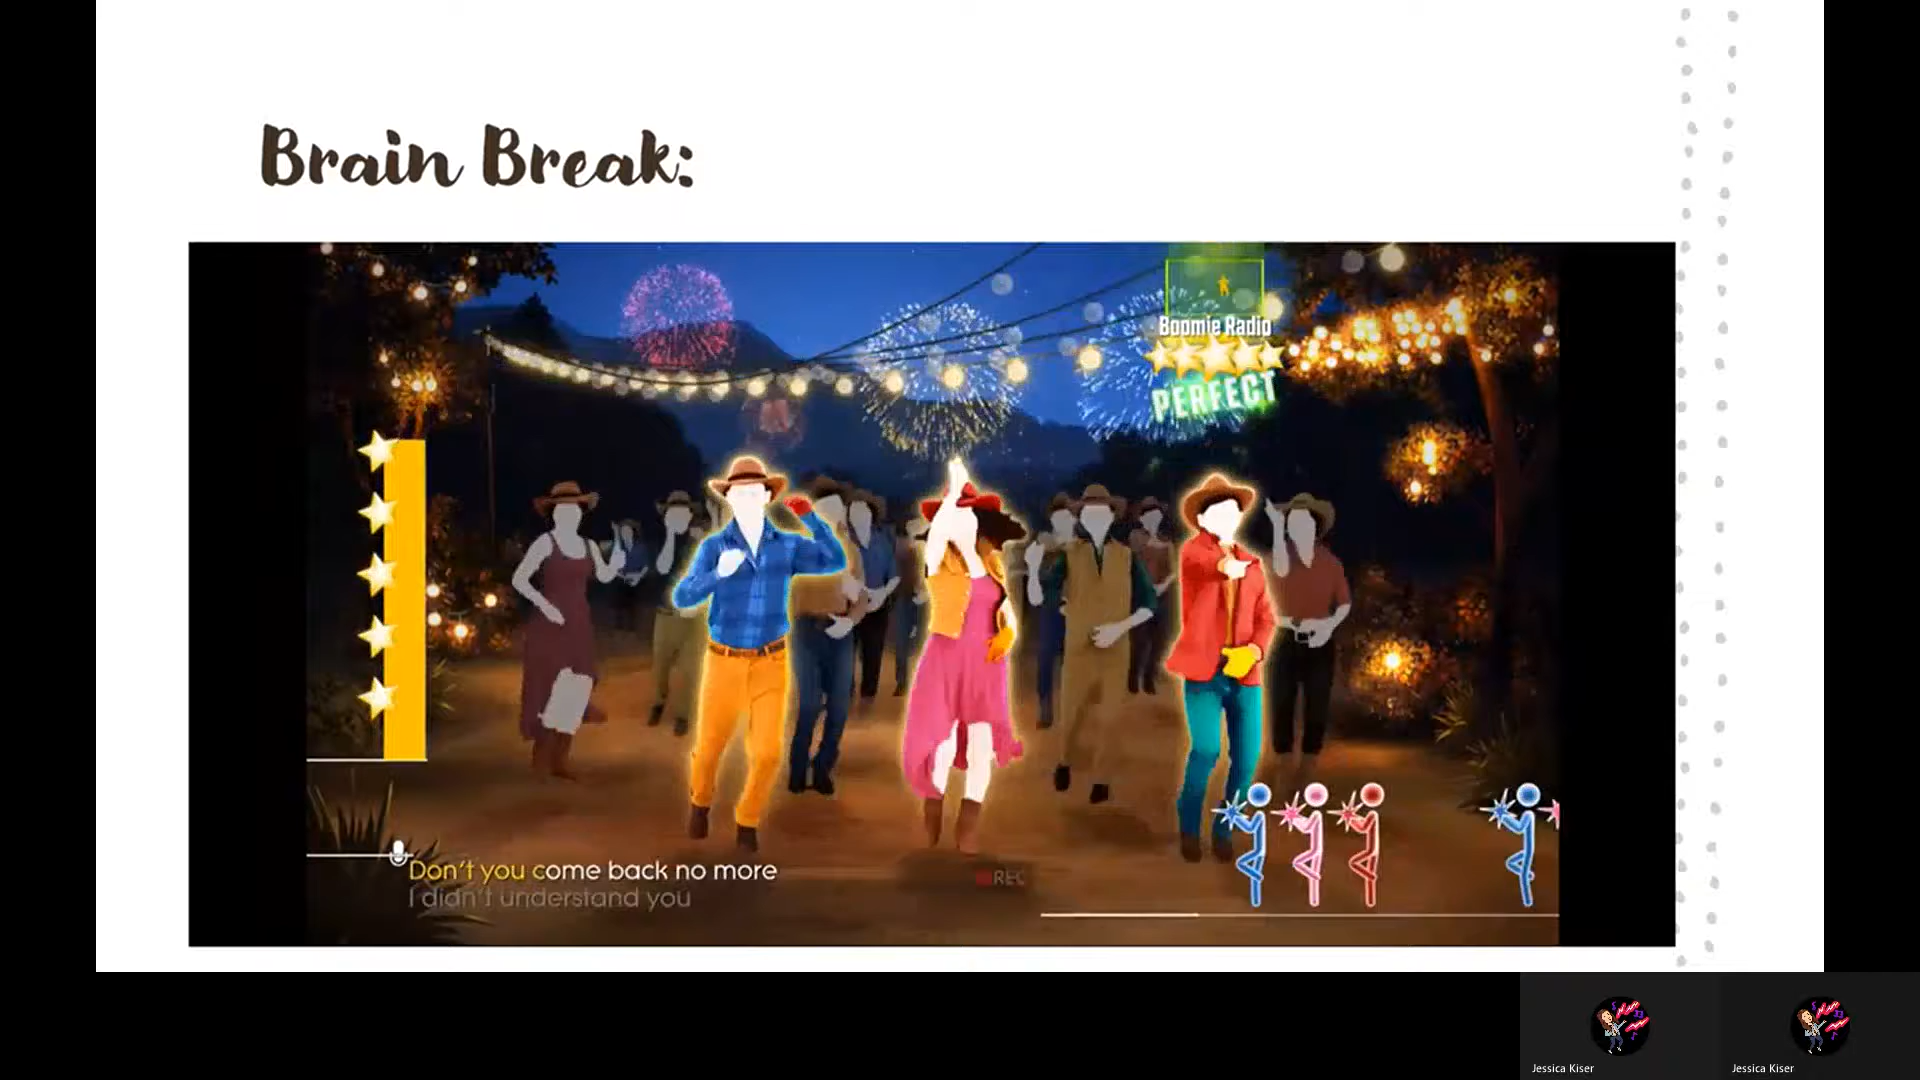 Brain Break:
Boomie Radio
PERFECT
Don't you come back no more
I didn't understand you
REC
Jessica Kiser
Jessica Kiser